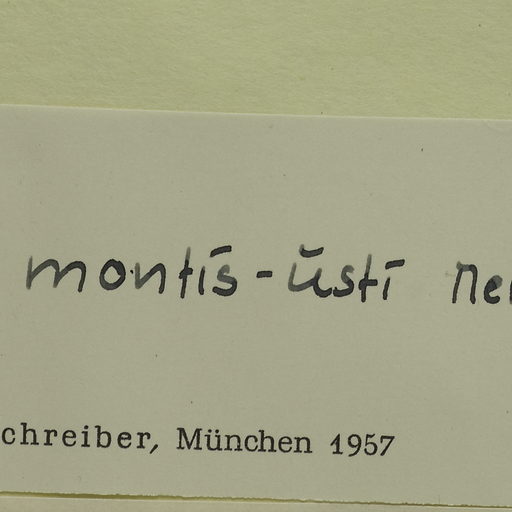 montis-usti
chreiber, München 1957